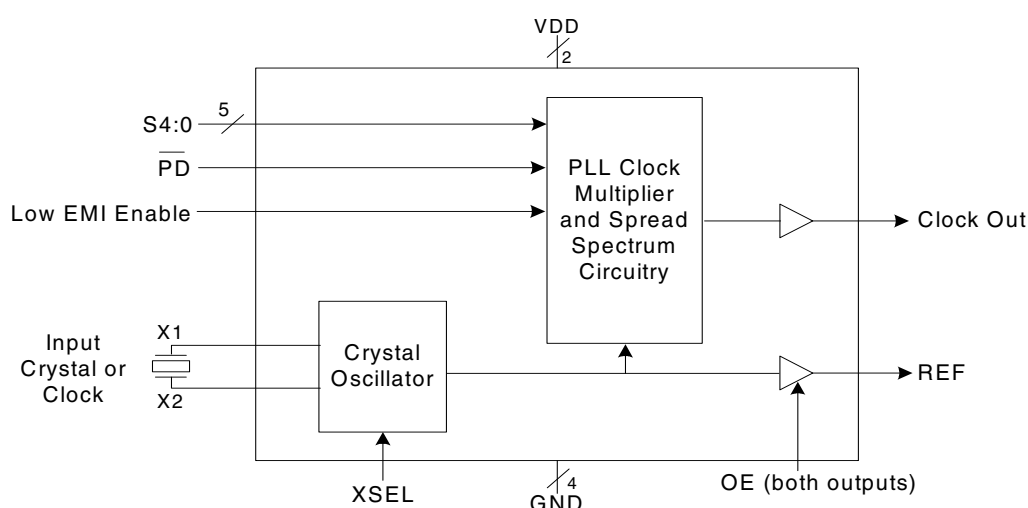 VDD
2
5
S4:0
PD
Low EMI Enable
PLL Clock
Multiplier
and Spread
Spectrum
Circuitry
Clock Out
Input
Crystal or
Clock
X1
X2
Crystal
Oscillator
REF
XSEL
4
GND
OE (both outputs)